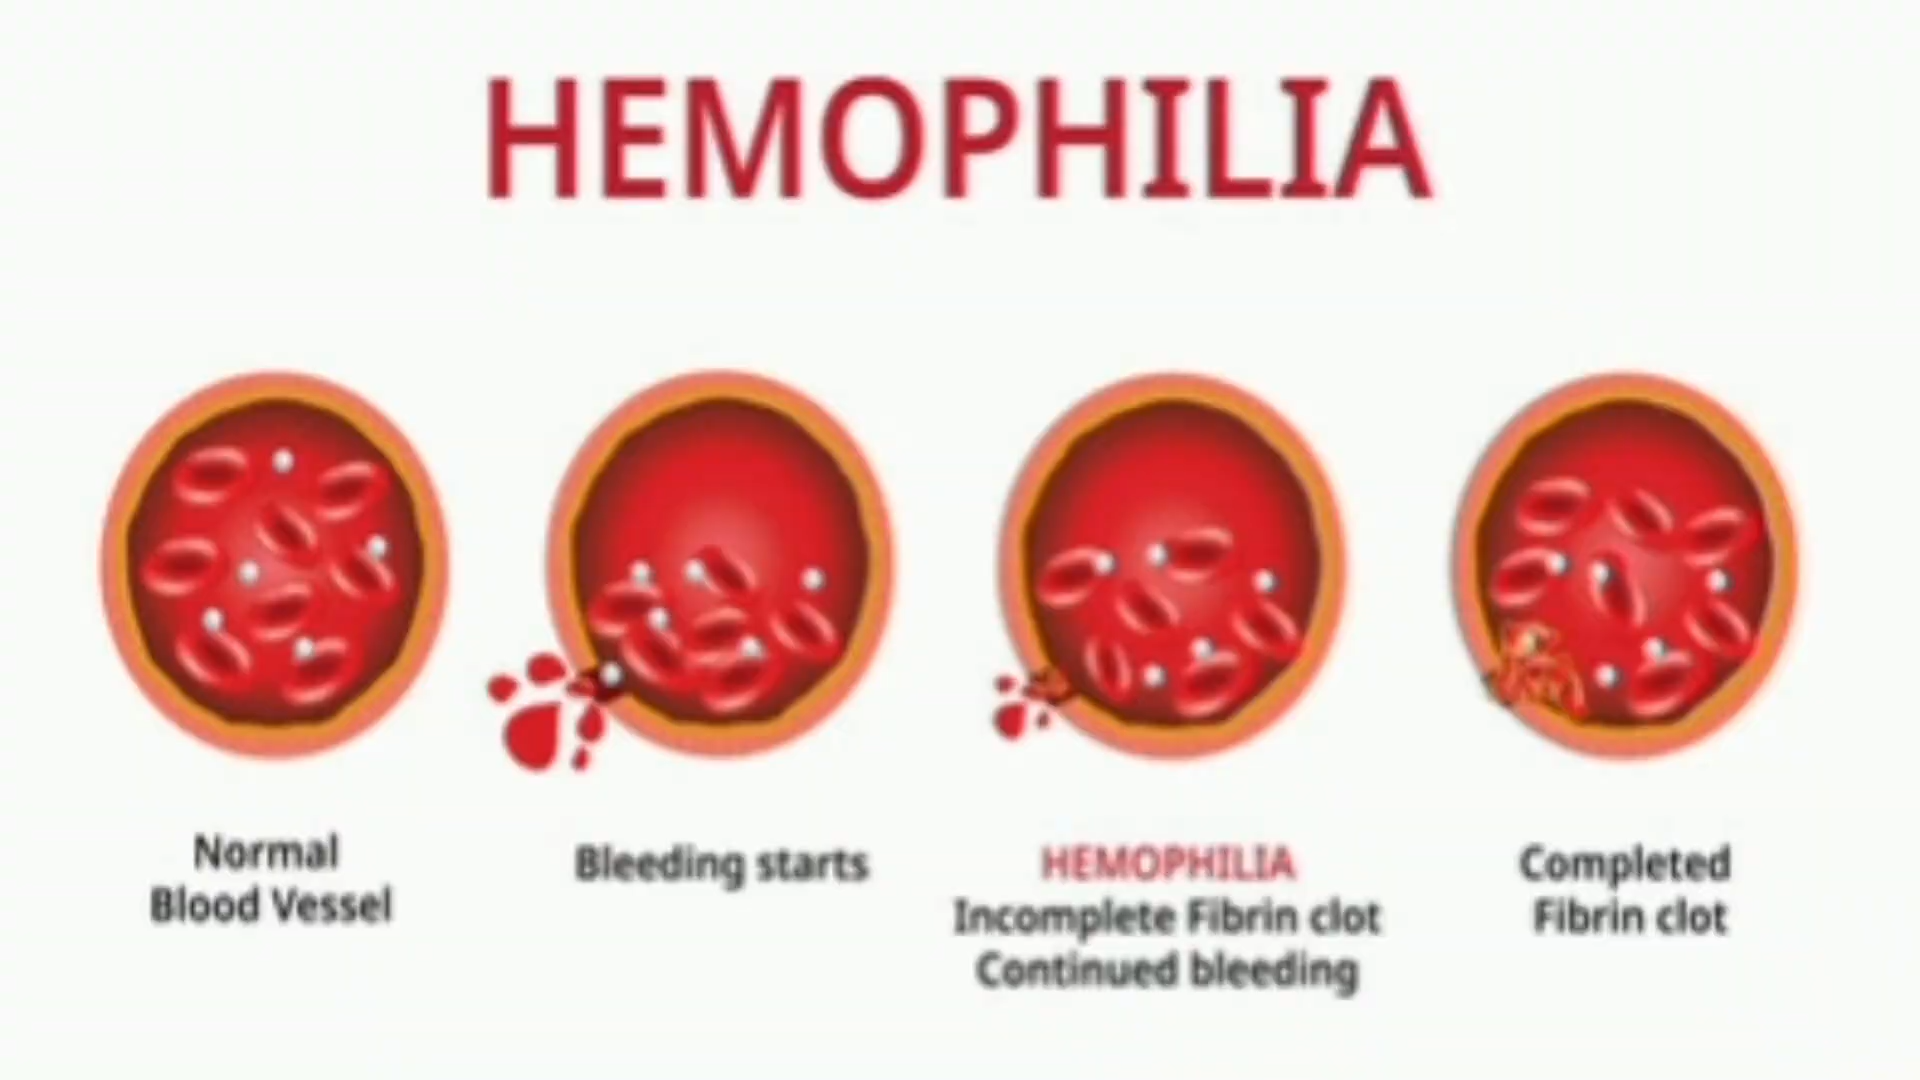 HEMOPHILIA
Normal
Blood Vessel
Bleeding starts
HEMOPHILIA
Incomplete Fibrin clot
Continued bleeding
Completed
Fibrin clot